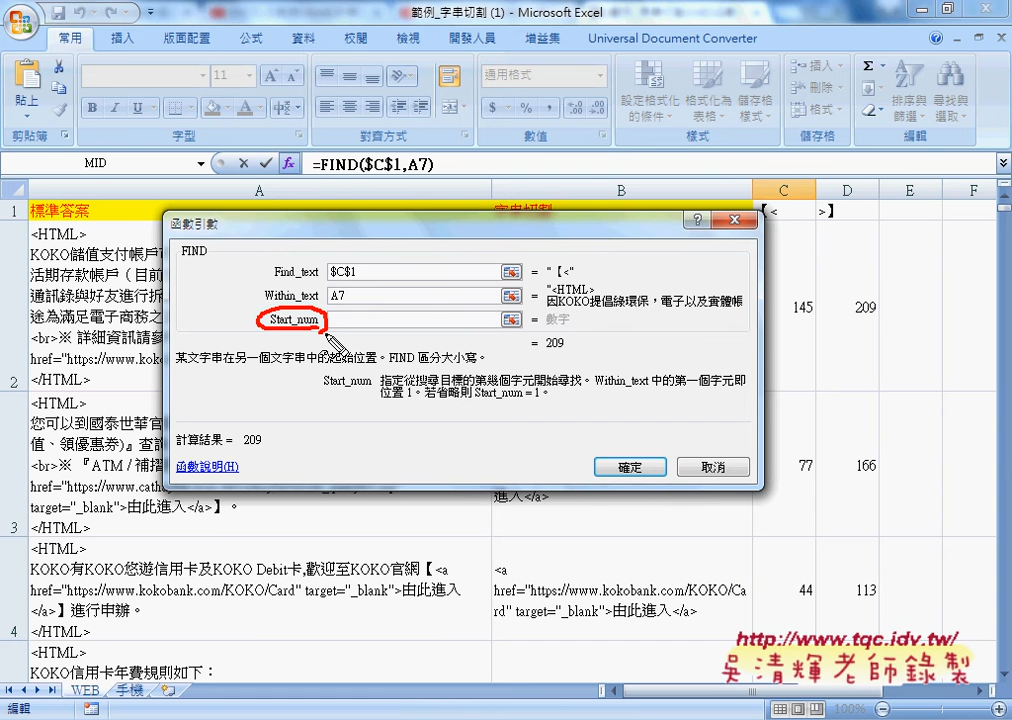 範例_字串切割 (1) - Microsoft Excel
常用 插入 版面配置 公式 資料 校閱 檢視 開發人員 增益集 Universal Document Converter
貼上
11
通用格式
設定格式化的條件 格式化為表格 儲存格樣式
插入 刪除 格式
排序與篩選 尋找與選取
剪貼簿 字型 對齊方式 數值 樣式 儲存格 編輯
MID =FIND($C$1,A7)
A B C D E F
1 標準答案 字串切割 【< >】
<HTML>
KOKO儲值支付帳戶
活期存款帳戶（目前
通訊錄與好友進行拆
途為滿足電子商務之
<br>※ 詳細資訊請參
href="https://www.koko
2 </HTML>
145 209
<HTML>
您可以到國泰世華官
值、領優惠券)』查詢
<br>※ 『ATM / 補摺
href="https://www.cath
target="_blank">由此進入</a>】。
3 </HTML>
進入</a>
77 166
<HTML>
KOKO有KOKO您遊信用卡及KOKO Debit卡,歡迎至KOKO官網【<a
href="https://www.kokobank.com/KOKO/Card" target="_blank">由此進入
</a>】進行申辦。
4 </HTML>
<a
href="https://www.kokobank.com/KOKO/Ca
rd" target="_blank">由此進入</a>
44 113
<HTML>
KOKO信用卡年費規則如下：
函數引數
FIND
Find_text $C$1 = "【<"
Within_text A7 = "<HTML>
因KOKO提倡綠環保，電子以及實體帳
Start_num = 數字
= 209
某文字串在另一個文字串中的起始位置。FIND 區分大小寫。
Start_num 指定從搜尋目標的第幾個字元開始尋找。Within_text 中的第一個字元即
位置 1。若省略則 Start_num = 1。
計算結果 = 209
函數說明(H)
確定 取消
http://www.tqc.idv.tw/
吳清輝老師錄製
WEB 手機
編輯 100%